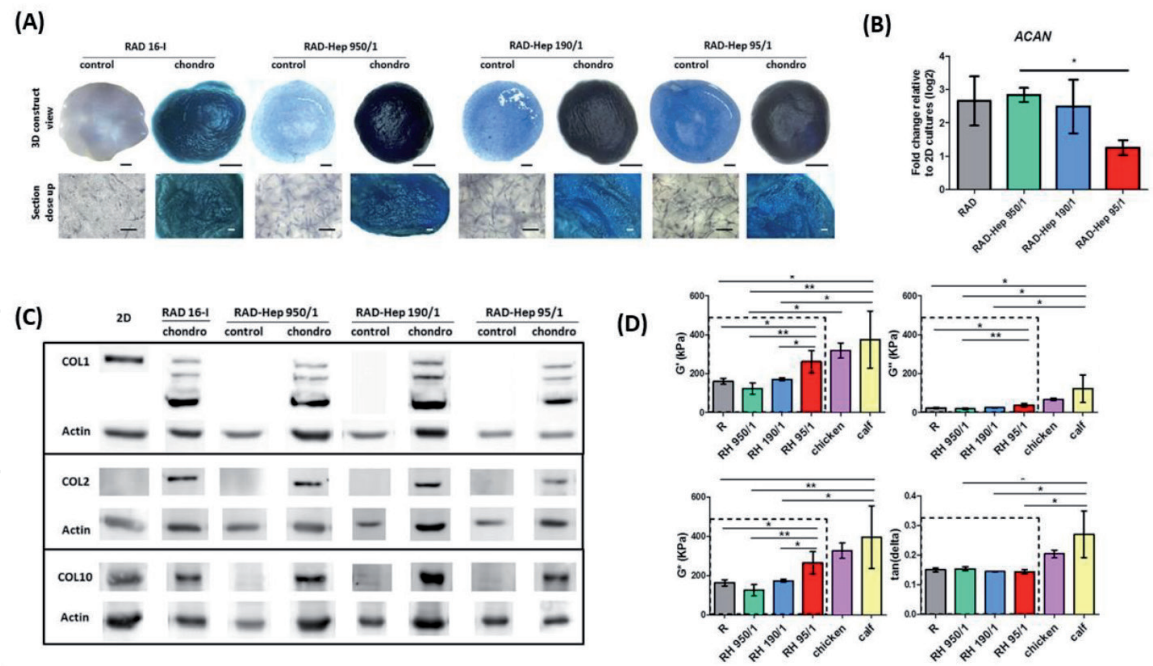 (A)
RAD 16-I RAD-Hep 950/1 RAD-Hep 190/1 RAD-Hep 95/1
control chondro control chondro control chondro control chondro
3D construct
view
Section
close up
(B)
ACAN
Fold change relative
to 2D cultures (log2)
4
3
2
1
0
*
RAD
RAD-Hep 950/1
RAD-Hep 190/1
RAD-Hep 95/1
(C)
2D RAD 16-I RAD-Hep 950/1 RAD-Hep 190/1 RAD-Hep 95/1
chondro control chondro control chondro control chondro
COL1
Actin
COL2
Actin
COL10
Actin
(D)
G' (kPa)
600
400
200
0
*
**
*
*
*
**
*
R
RH 950/1
RH 190/1
RH 95/1
chicken
calf
G'' (KPa)
600
400
200
0
*
*
*
*
**
R
RH 950/1
RH 190/1
RH 95/1
chicken
calf
(KPa)
600
400
200
0
**
*
*
**
*
R
RH 950/1
RH 190/1
RH 95/1
chicken
calf
tan(delta)
0.4
0.3
0.2
0.1
0.0
*
*
R
RH 950/1
RH 190/1
RH 95/1
chicken
calf